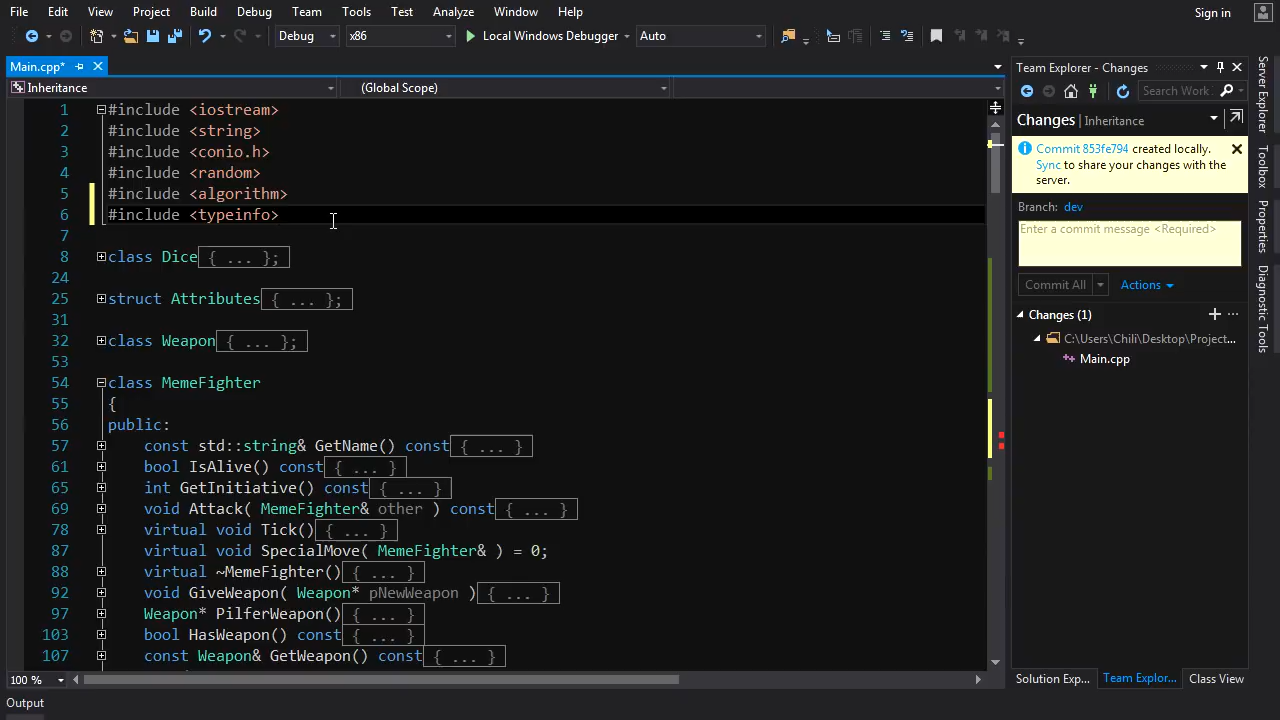 File Edit View Project Build Debug Team Tools Test Analyze Window Help Sign in
Debug x86 Local Windows Debugger Auto
Main.cpp*
Inheritance (Global Scope)
1 #include <iostream>
2 #include <string>
3 #include <conio.h>
4 #include <random>
5 #include <algorithm>
6 #include <typeinfo>
7
8 class Dice{ ... };
24
25 struct Attributes{ ... };
31
32 class Weapon{ ... };
53
54 class MemeFighter
55 {
56 public:
57 const std::string& GetName() const{ ... }
61 bool IsAlive() const{ ... }
65 int GetInitiative() const{ ... }
69 void Attack( MemeFighter& other ) const{ ... }
78 virtual void Tick(){ ... }
87 virtual void SpecialMove( MemeFighter& ) = 0;
88 virtual ~MemeFighter(){ ... }
92 void GiveWeapon( Weapon* pNewWeapon ){ ... }
97 Weapon* PilferWeapon(){ ... }
103 bool HasWeapon() const{ ... }
107 const Weapon& GetWeapon() const{ ... }
100 %
Output
Team Explorer - Changes
Search Work
Changes | Inheritance
Commit 853fe794 created locally.
Sync to share your changes with the
server.
Branch: dev
Enter a commit message <Required>
Commit All Actions
Changes (1)
C:\Users\Chili\Desktop\Project...
Main.cpp
Solution Exp... Team Explor... Class View
Server Explorer
Toolbox
Properties
Diagnostic Tools